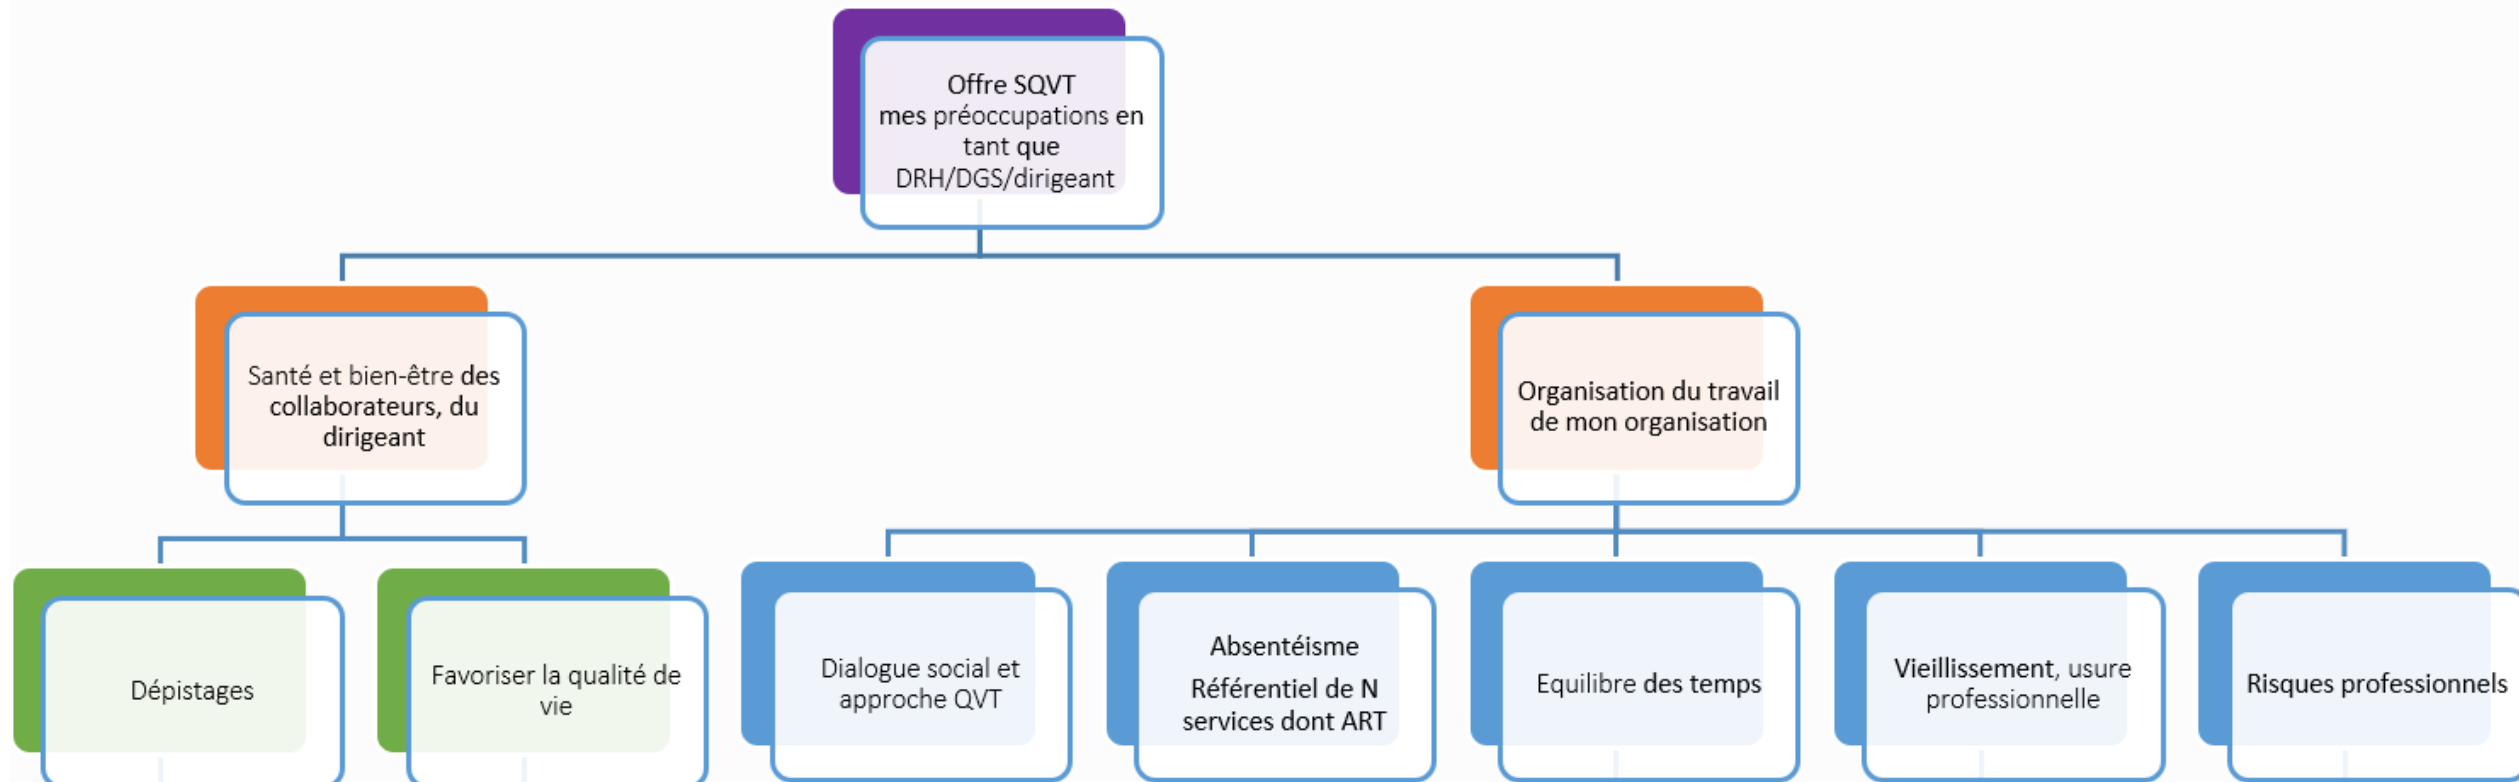 Offre SQVT
mes préoccupations en
tant que
DRH/DGS/dirigeant
Santé et bien-être des
collaborateurs, du
dirigeant
Organisation du travail
de mon organisation
Dépistages
Favoriser la qualité de
vie
Dialogue social et
approche QVT
Absentéisme
Référentiel de N
services dont ART
Equilibre des temps
Vieillissement, usure
professionnelle
Risques professionnels